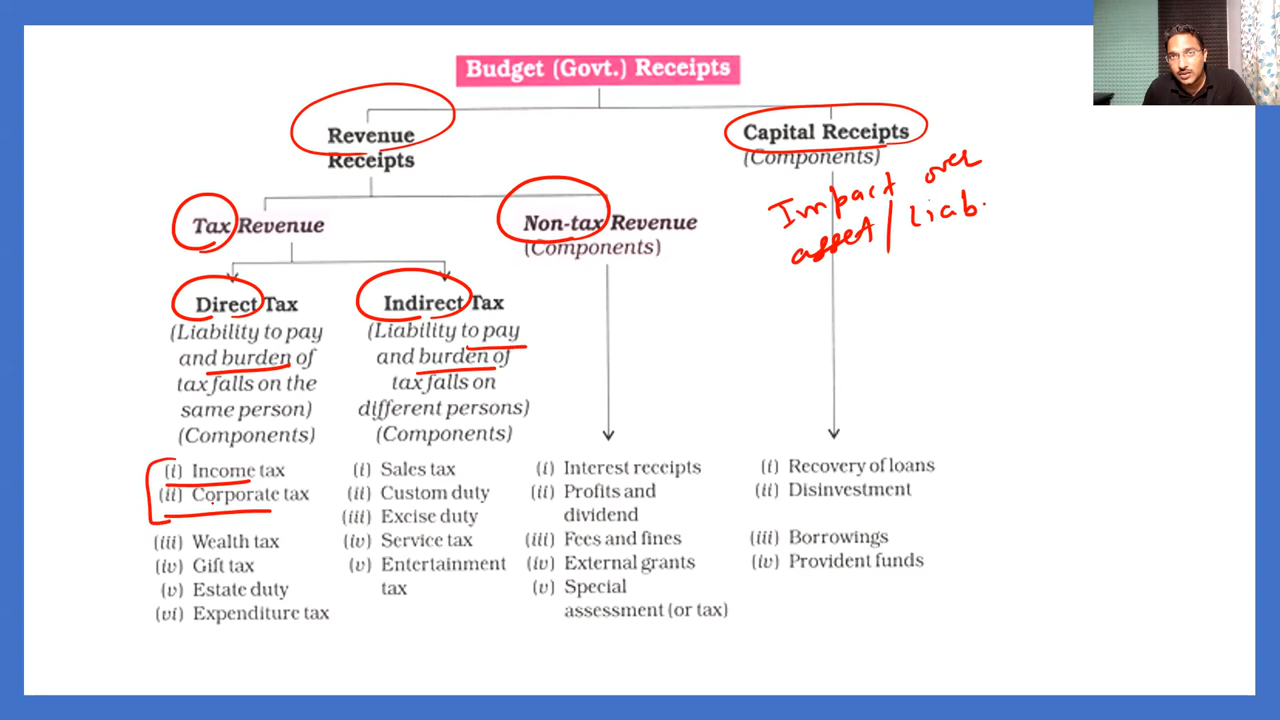 Budget (Govt.) Receipts
Revenue
Receipts
Capital Receipts
(Components)
Impact over
asset/Liab.
Tax Revenue
Non-tax Revenue
(Components)
Direct Tax
(Liability to pay
and burden of
tax falls on the
same person)
(Components)
Indirect Tax
(Liability to pay
and burden of
tax falls on
different persons)
(Components)
(i) Income tax
(ii) Corporate tax
(iii) Wealth tax
(iv) Gift tax
(v) Estate duty
(vi) Expenditure tax
(i) Sales tax
(ii) Custom duty
(iii) Excise duty
(iv) Service tax
(v) Entertainment
tax
(i) Interest receipts
(ii) Profits and
dividend
(iii) Fees and fines
(iv) External grants
(v) Special
assessment (or tax)
(i) Recovery of loans
(ii) Disinvestment
(iii) Borrowings
(iv) Provident funds